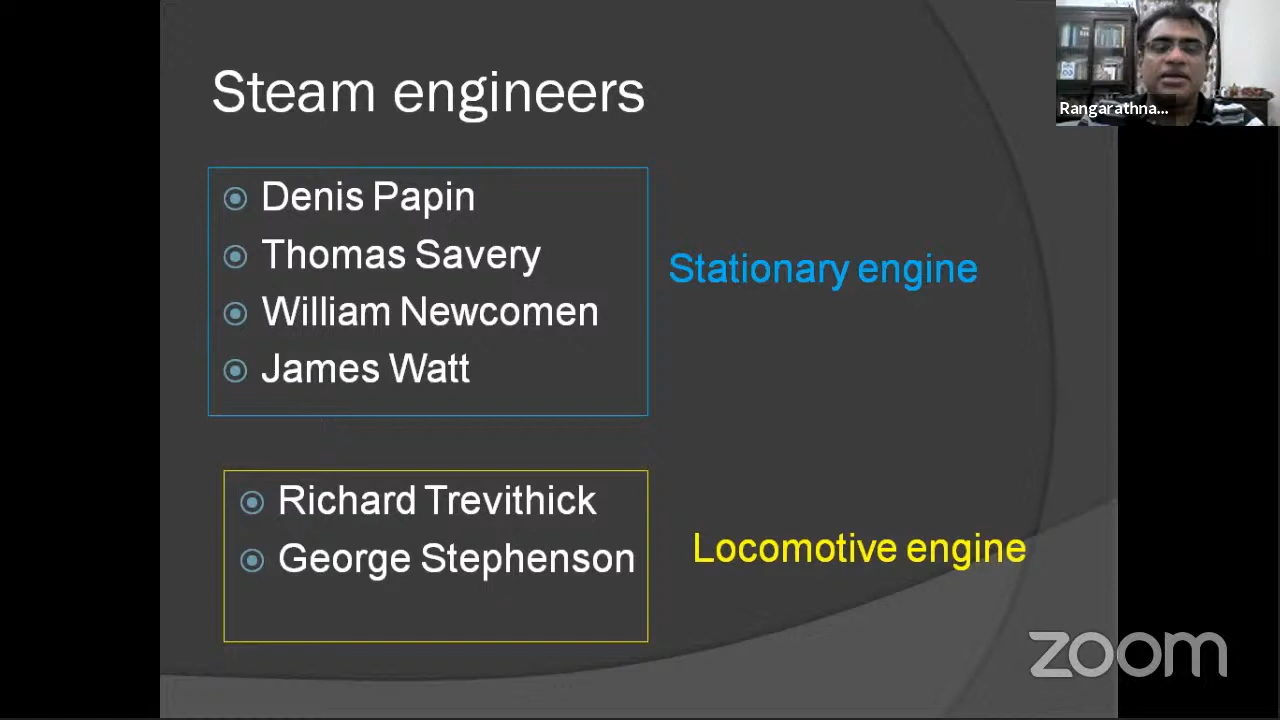 Steam engineers
Denis Papin
Thomas Savery
William Newcomen
James Watt
Stationary engine
Richard Trevithick
George Stephenson
Locomotive engine
Rangarathna...
zoom